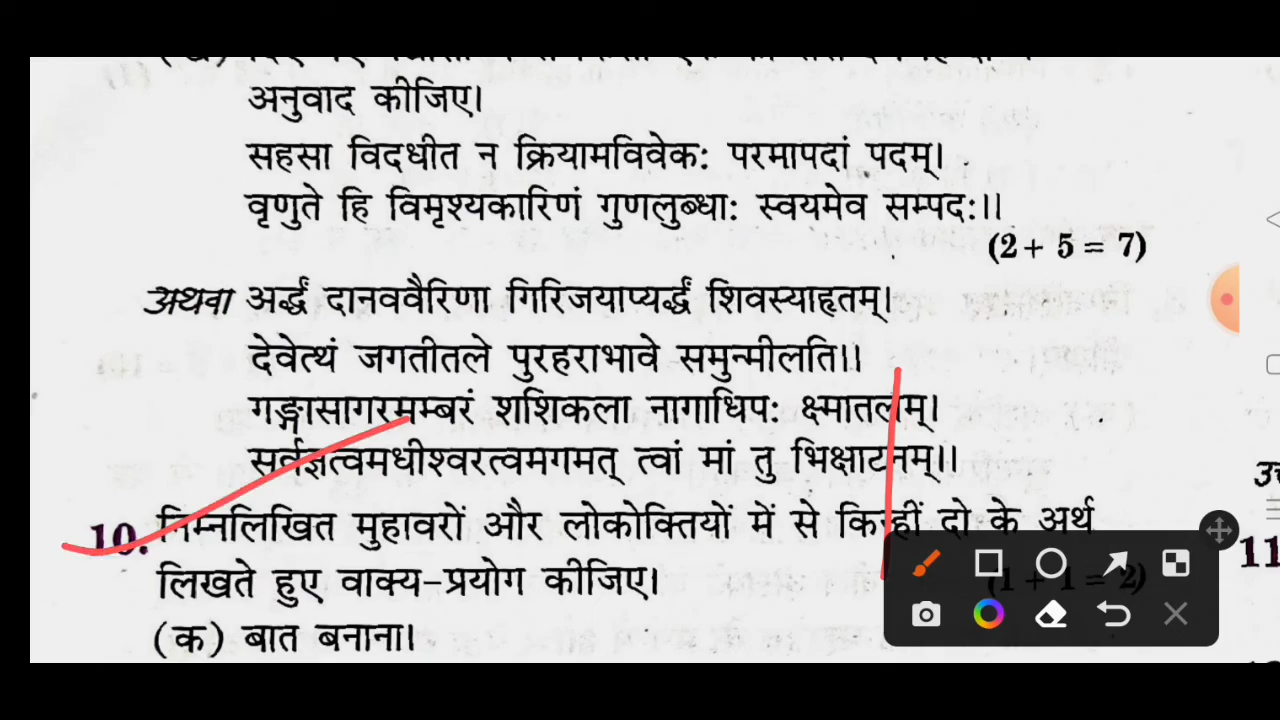 अनुवाद कीजिए।
सहसा विदधीत न क्रियामविवेकः परमापदां पदम्।
वृणुते हि विमृश्यकारिणं गुणलुब्धाः स्वयमेव सम्पदः।।
(2 + 5 = 7)
अथवा अर्द्धं दानववैरिणा गिरिजयाप्यर्द्धं शिवस्याहृतम्।
देवेत्थं जगतीतले पुरहराभावे समुन्मीलति।।
गङ्गासागरमम्बरं शशिकला नागाधिपः क्ष्मातलम्।
सर्वज्ञत्वमधीश्वरत्वमगमत् त्वां मां तु भिक्षाटनम्।।
10. निम्नलिखित मुहावरों और लोकोक्तियों में से किन्हीं दो के अर्थ
लिखते हुए वाक्य-प्रयोग कीजिए।
(1 + 1 = 2)
(क) बात बनाना।
11